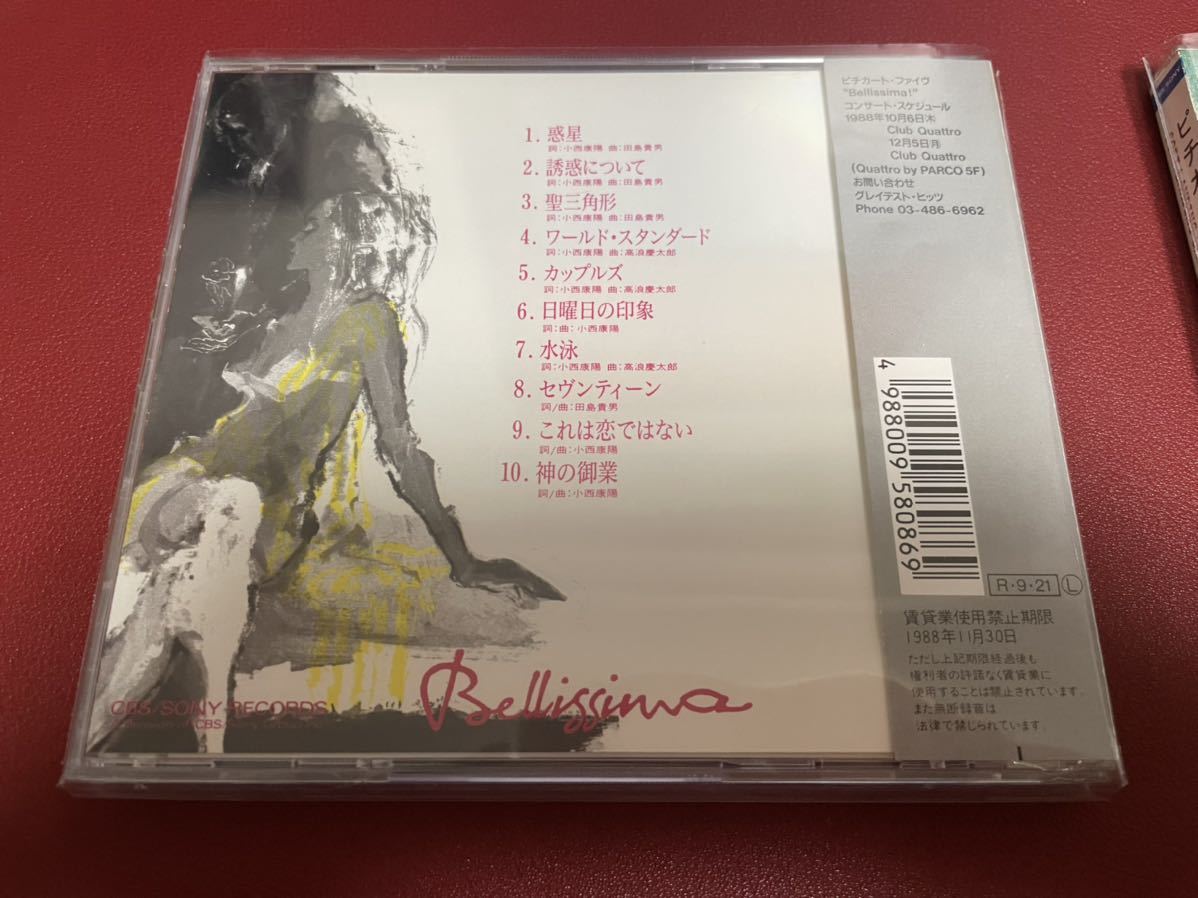 1. 惑星
詞：小西康陽 曲：田島貴男
2. 誘惑について
詞：小西康陽 曲：田島貴男
3. 聖三角形
詞：小西康陽 曲：田島貴男
4. ワールド・スタンダード
詞：小西康陽 曲：高浪慶太郎
5. カップルズ
詞：小西康陽 曲：高浪慶太郎
6. 日曜日の印象
詞：曲：小西康陽
7. 水泳
詞：小西康陽 曲：高浪慶太郎
8. セヴンティーン
詞/曲：田島貴男
9. これは恋ではない
詞/曲：小西康陽
10. 神の御業
詞/曲：小西康陽
CBS/SONY RECORDS
Bellissima
ピチカート・ファイヴ
"Bellissima!"
コンサート・スケジュール
1988年10月6日木
Club Quattro
12月5日月
Club Quattro
(Quattro by PARCO 5F)
お問い合わせ
グレイテスト・ヒッツ
Phone 03-486-6962
4 988009 580869
R・9・21 L
賃貸業使用禁止期限
1988年11月30日
ただし上記期限経過後も
権利者の許諾なく賃貸業に
使用することは禁止されています。
また無断録音は
法律で禁じられています。
ピチカ